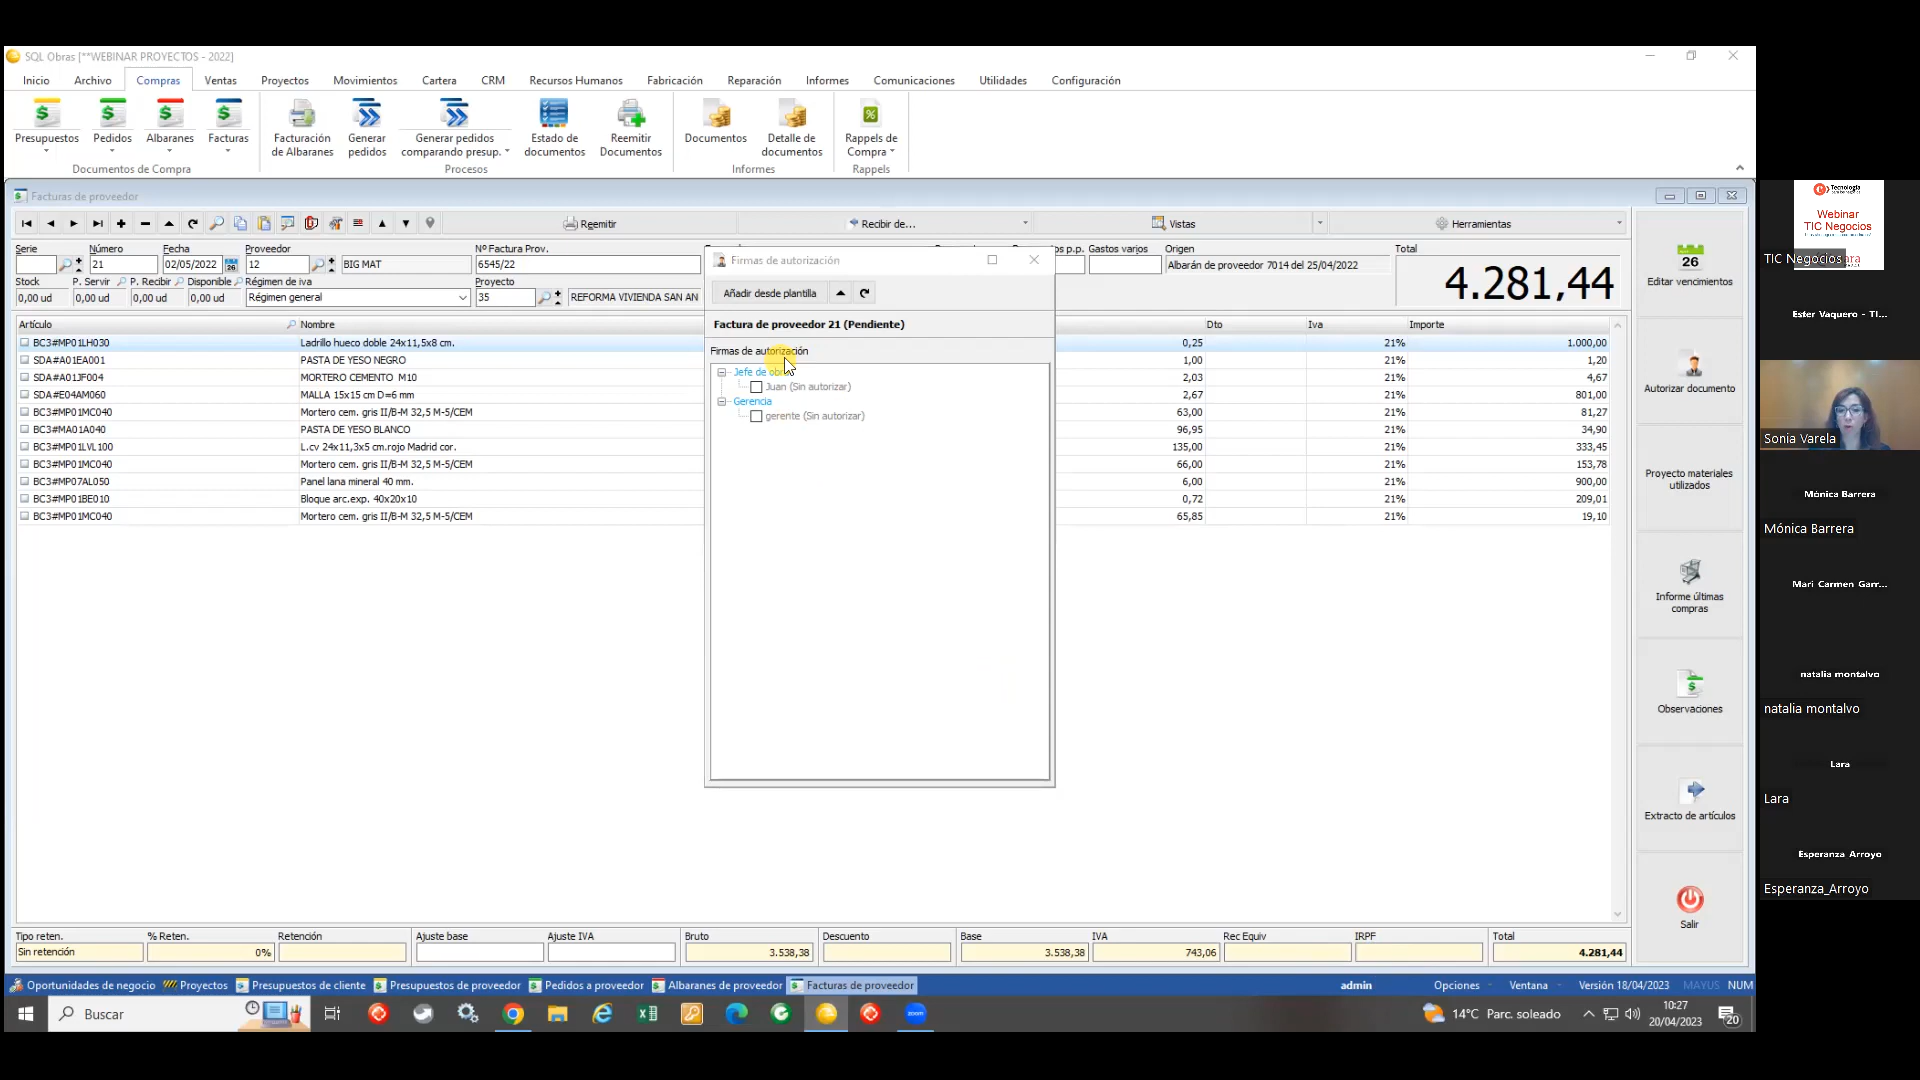 SQL Obras [**WEBINAR PROYECTOS - 2022]
Inicio Archivo Compras Ventas Proyectos Movimientos Cartera CRM Recursos Humanos Fabricación Reparación Informes Comunicaciones Utilidades Configuración
Presupuestos Pedidos Albaranes Facturas
Documentos de Compra
Facturación de Albaranes
Generar pedidos
Generar pedidos comparando presup.
Estado de documentos
Reemitir Documentos
Procesos
Documentos
Detalle de documentos
Informes
Rappels de Compra
Rappels
Facturas de proveedor
Reemitir Recibir de... Vistas Herramientas
Serie Número Fecha Proveedor Nº Factura Prov. os p.p. Gastos varios Origen Total
21 02/05/2022 12 BIG MAT 6545/22 Albarán de proveedor 7014 del 25/04/2022 4.281,44
Stock P. Servir P. Recibir Disponible Régimen de iva Proyecto
0,00 ud 0,00 ud 0,00 ud 0,00 ud Régimen general 35 REFORMA VIVIENDA SAN AN
Artículo Nombre Dto Iva Importe
BC3#MP01LH030 Ladrillo hueco doble 24x11,5x8 cm. 0,25 21% 1.000,00
SDA#A01EA001 PASTA DE YESO NEGRO 1,00 21% 1,20
SDA#A01JF004 MORTERO CEMENTO M10 2,03 21% 4,67
SDA#E04AM060 MALLA 15x15 cm D=6 mm 2,67 21% 801,00
BC3#MP01MC040 Mortero cem. gris II/B-M 32,5 M-5/CEM 63,00 21% 81,27
BC3#MA01A040 PASTA DE YESO BLANCO 96,95 21% 34,90
BC3#MP01LVL100 L.cv 24x11,3x5 cm.rojo Madrid cor. 135,00 21% 333,45
BC3#MP01MC040 Mortero cem. gris II/B-M 32,5 M-5/CEM 66,00 21% 153,78
BC3#MP07AL050 Panel lana mineral 40 mm. 6,00 21% 900,00
BC3#MP01BE010 Bloque arc.exp. 40x20x10 0,72 21% 209,01
BC3#MP01MC040 Mortero cem. gris II/B-M 32,5 M-5/CEM 65,85 21% 19,10
Firmas de autorización
Añadir desde plantilla
Factura de proveedor 21 (Pendiente)
Firmas de autorización
Jefe de
Juan (Sin autorizar)
Gerencia
gerente (Sin autorizar)
26
Editar vencimientos
Autorizar documento
Proyecto materiales utilizados
Informe últimas compras
Observaciones
Extracto de artículos
Salir
Tipo reten. % Reten. Retención Ajuste base Ajuste IVA Bruto Descuento Base IVA Rec Equiv IRPF Total
Sin retención 0% 3.538,38 3.538,38 743,06 4.281,44
Oportunidades de negocio Proyectos Presupuestos de cliente Presupuestos de proveedor Pedidos a proveedor Albaranes de proveedor Facturas de proveedor admin Opciones Ventana Versión 18/04/2023 MAYUS NUM
Buscar
zoom
14°C Parc. soleado
10:27
20/04/2023
20
Tecnología
Webinar
TIC Negocios
TIC Negocios
Ester Vaquero - TI...
Sonia Varela
Mónica Barrera
Mónica Barrera
Mari Carmen Garr...
natalia montalvo
natalia montalvo
Lara
Lara
Esperanza Arroyo
Esperanza_Arroyo